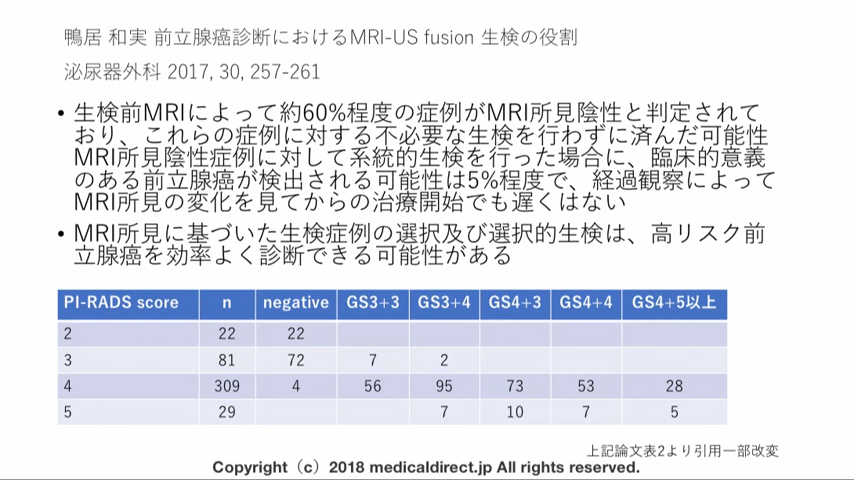 鴨居 和実 前立腺癌診断におけるMRI-US fusion 生検の役割
泌尿器外科 2017, 30, 257-261
• 生検前MRIによって約60%程度の症例がMRI所見陰性と判定されて
おり、これらの症例に対する不必要な生検を行わずに済んだ可能性
MRI所見陰性症例に対して系統的生検を行った場合に、臨床的意義
のある前立腺癌が検出される可能性は5%程度で、経過観察によって
MRI所見の変化を見てからの治療開始でも遅くはない
• MRI所見に基づいた生検症例の選択及び選択的生検は、高リスク前
立腺癌を効率よく診断できる可能性がある
PI-RADS score n negative GS3+3 GS3+4 GS4+3 GS4+4 GS4+5以上
2 22 22
3 81 72 7 2
4 309 4 56 95 73 53 28
5 29 7 10 7 5
上記論文表2より引用一部改変
Copyright（c）2018 medicaldirect.jp All rights reserved.